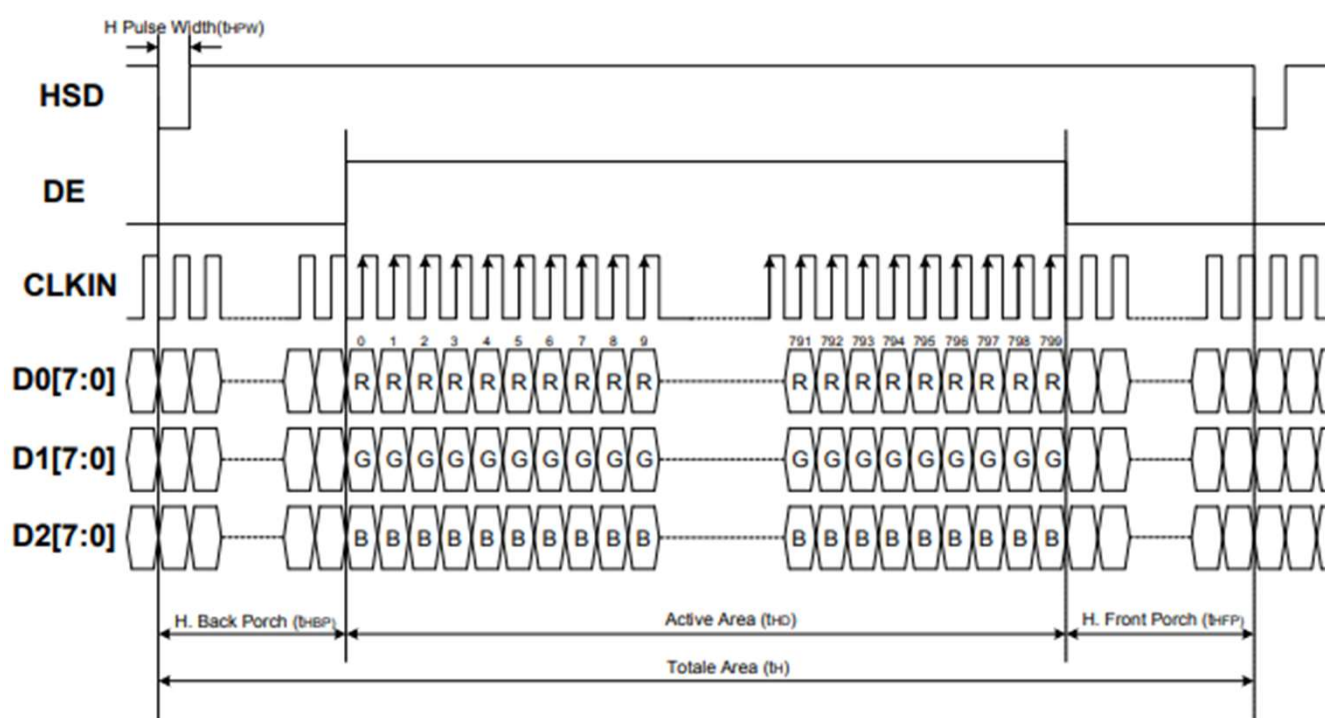 H Pulse Width(tHPW)
HSD
DE
CLKIN
0 1 2 3 4 5 6 7 8 9 791 792 793 794 795 796 797 798 799
D0[7:0] R R R R R R R R R R R R R R R R R R R
D1[7:0] G G G G G G G G G G G G G G G G G G G
D2[7:0] B B B B B B B B B B B B B B B B B B B
H. Back Porch (tHBP) Active Area (tHD) H. Front Porch (tHFP)
Totale Area (tH)